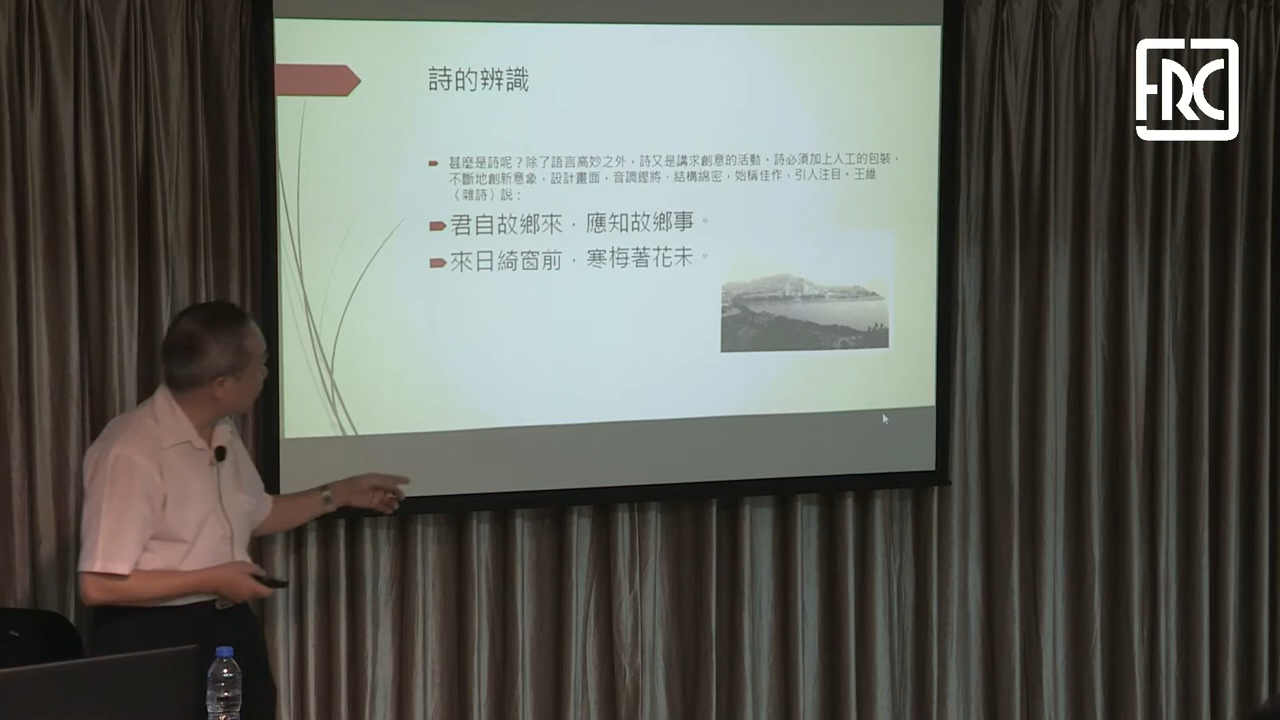 FRC
詩的辨識
甚麼是詩呢？除了語言高妙之外，詩又是講求創意的活動。詩必須加上人工的包裝，
不斷地創新意象，設計畫面，音調鏗將，結構綿密，始稱佳作，引人注目。王維
〈雜詩〉說：
君自故鄉來，應知故鄉事。
來日綺窗前，寒梅著花未。